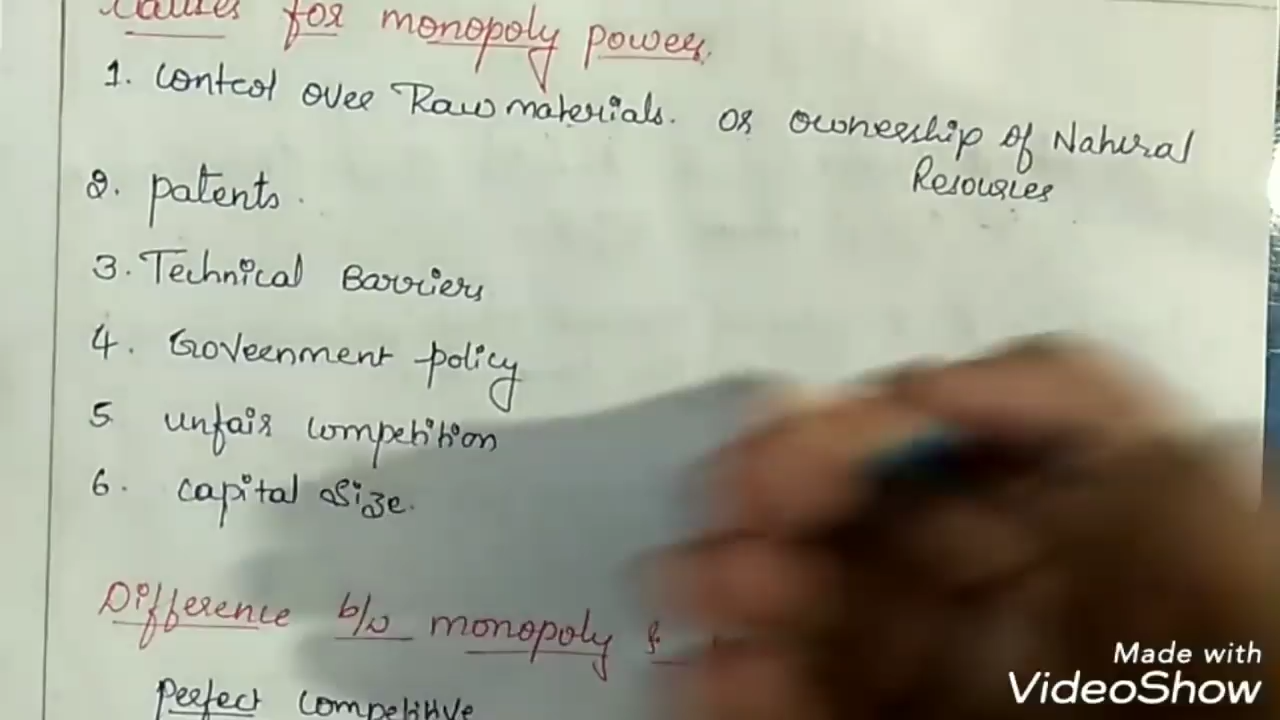 Causes for monopoly power.
1. Control over Raw materials. or ownership of Natural
Resources
2. patents.
3. Technical Barriers
4. Government policy
5 unfair competition
6. capital size.
Difference b/w monopoly &
perfect competitive
Made with
VideoShow